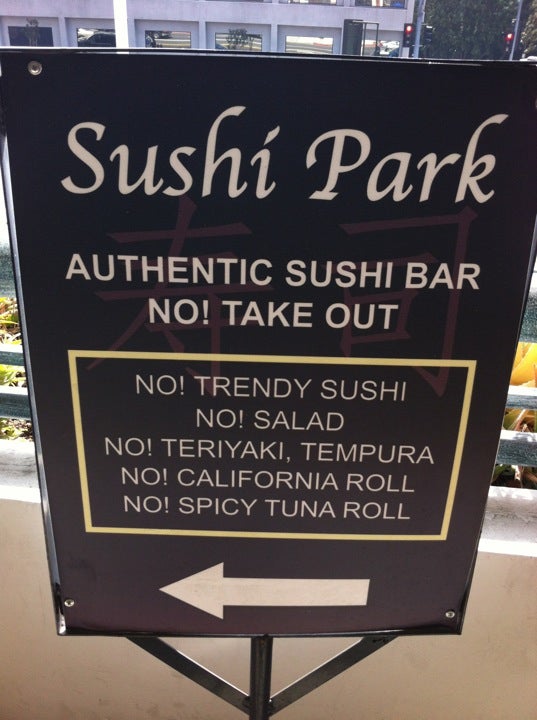 Sushi Park
寿司
AUTHENTIC SUSHI BAR
NO! TAKE OUT
NO! TRENDY SUSHI
NO! SALAD
NO! TERIYAKI, TEMPURA
NO! CALIFORNIA ROLL
NO! SPICY TUNA ROLL